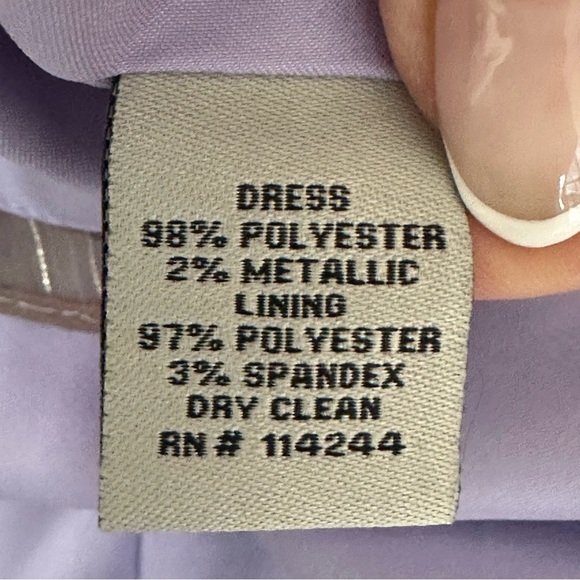 DRESS
98% POLYESTER
2% METALLIC
LINING
97% POLYESTER
3% SPANDEX
DRY CLEAN
RN # 114244